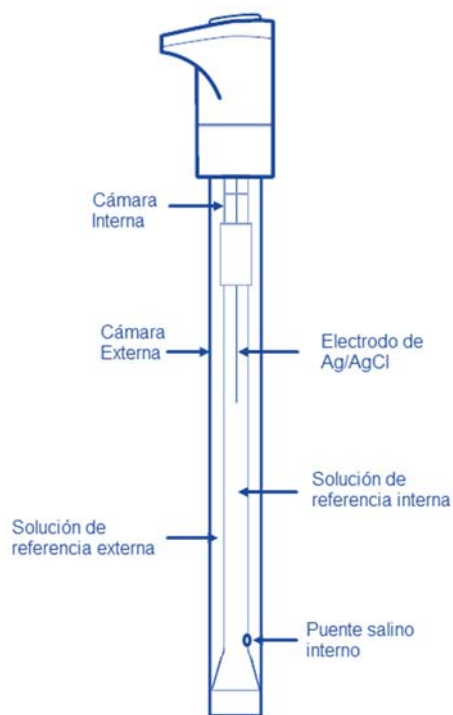 Cámara
Interna
Cámara
Externa
Electrodo de
Ag/AgCl
Solución de
referencia interna
Solución de
referencia externa
Puente salino
interno